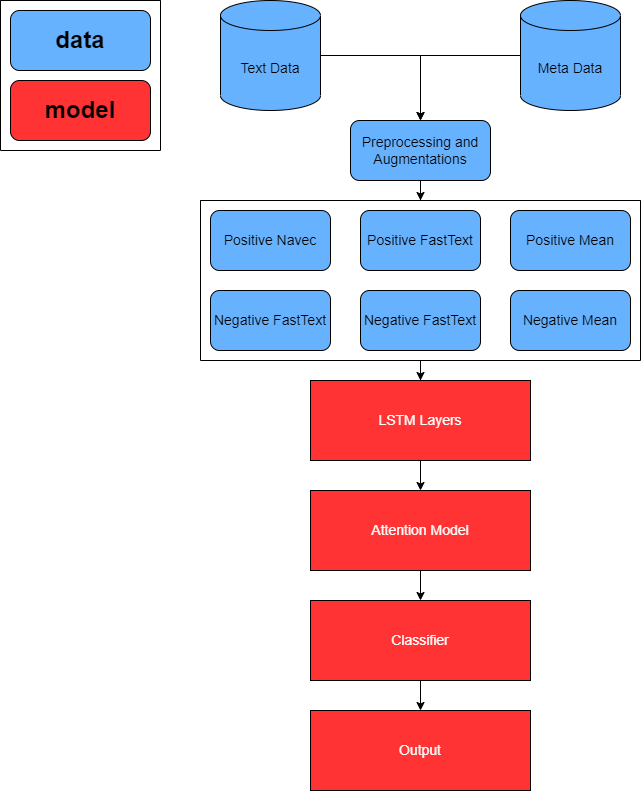 data
model
Text Data
Meta Data
Preprocessing and
Augmentations
Positive Navec
Positive FastText
Positive Mean
Negative FastText
Negative FastText
Negative Mean
LSTM Layers
Attention Model
Classifier
Output